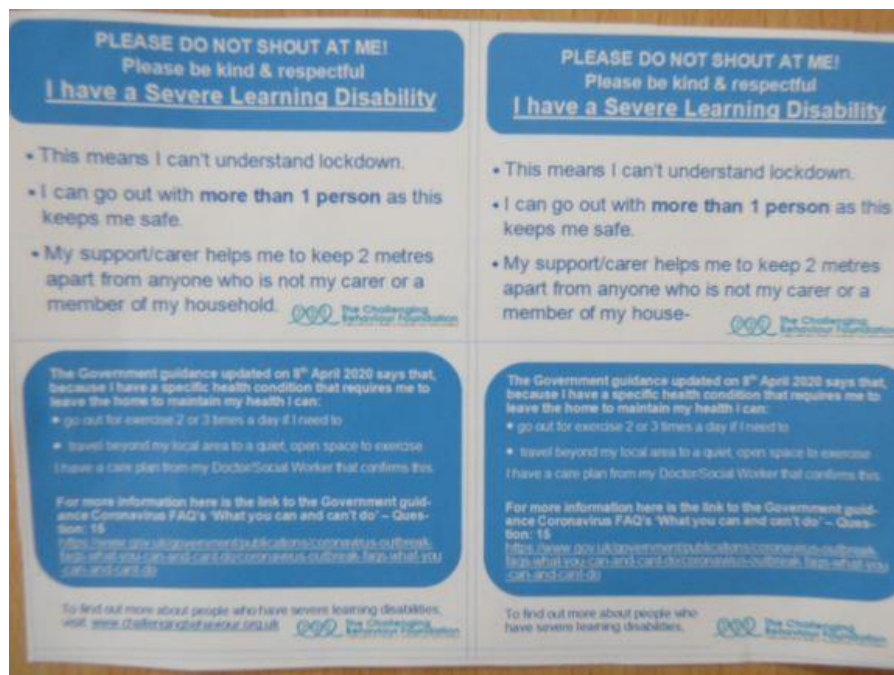 PLEASE DO NOT SHOUT AT ME!
Please be kind & respectful
I have a Severe Learning Disability
• This means I can't understand lockdown.
• I can go out with more than 1 person as this
keeps me safe.
• My support/carer helps me to keep 2 metres
apart from anyone who is not my carer or a
member of my household.
The Challenging
Behaviour Foundation
PLEASE DO NOT SHOUT AT ME!
Please be kind & respectful
I have a Severe Learning Disability
• This means I can't understand lockdown.
• I can go out with more than 1 person as this
keeps me safe.
• My support/carer helps me to keep 2 metres
apart from anyone who is not my carer or a
member of my house-
The Challenging
Behaviour Foundation
The Government guidance updated on 8th April 2020 says that,
because I have a specific health condition that requires me to
leave the home to maintain my health I can:
• go out for exercise 2 or 3 times a day if I need to
• travel beyond my local area to a quiet, open space to exercise
I have a care plan from my Doctor/Social Worker that confirms this
For more information here is the link to the Government guid-
ance Coronavirus FAQ's 'What you can and can't do' – Ques-
tion: 15
https://www.gov.uk/government/publications/coronavirus-outbreak-
faqs-what-you-can-and-cant-do/coronavirus-outbreak-faqs-what-you
-can-and-cant-do
To find out more about people who have severe learning disabilities,
visit www.challengingbehaviour.org.uk
The Challenging
Behaviour Foundation
The Government guidance updated on 8th April 2020 says that,
because I have a specific health condition that requires me to
leave the home to maintain my health I can:
• go out for exercise 2 or 3 times a day if I need to
• travel beyond my local area to a quiet, open space to exercise
I have a care plan from my Doctor/Social Worker that confirms this
For more information here is the link to the Government guid-
ance Coronavirus FAQ's 'What you can and can't do' – Ques-
tion: 15
https://www.gov.uk/government/publications/coronavirus-outbreak-
faqs-what-you-can-and-cant-do/coronavirus-outbreak-faqs-what-you
-can-and-cant-do
To find out more about people who
have severe learning disabilities,
The Challenging
Behaviour Foundation